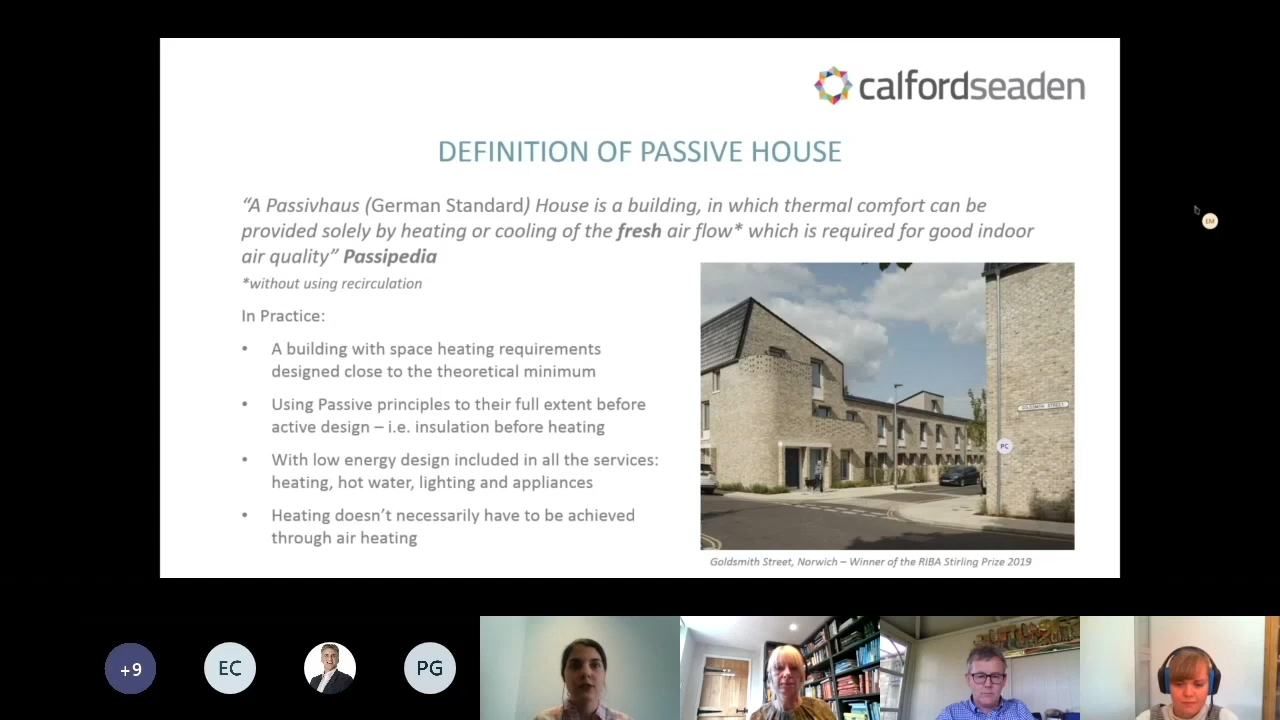 calfordseaden
DEFINITION OF PASSIVE HOUSE
“A Passivhaus (German Standard) House is a building, in which thermal comfort can be
provided solely by heating or cooling of the fresh air flow* which is required for good indoor
air quality” Passipedia
*without using recirculation
In Practice:
• A building with space heating requirements
designed close to the theoretical minimum
• Using Passive principles to their full extent before
active design – i.e. insulation before heating
• With low energy design included in all the services:
heating, hot water, lighting and appliances
• Heating doesn’t necessarily have to be achieved
through air heating
GOLDSMITH STREET
PC
EM
Goldsmith Street, Norwich – Winner of the RIBA Stirling Prize 2019
+9
EC
PG